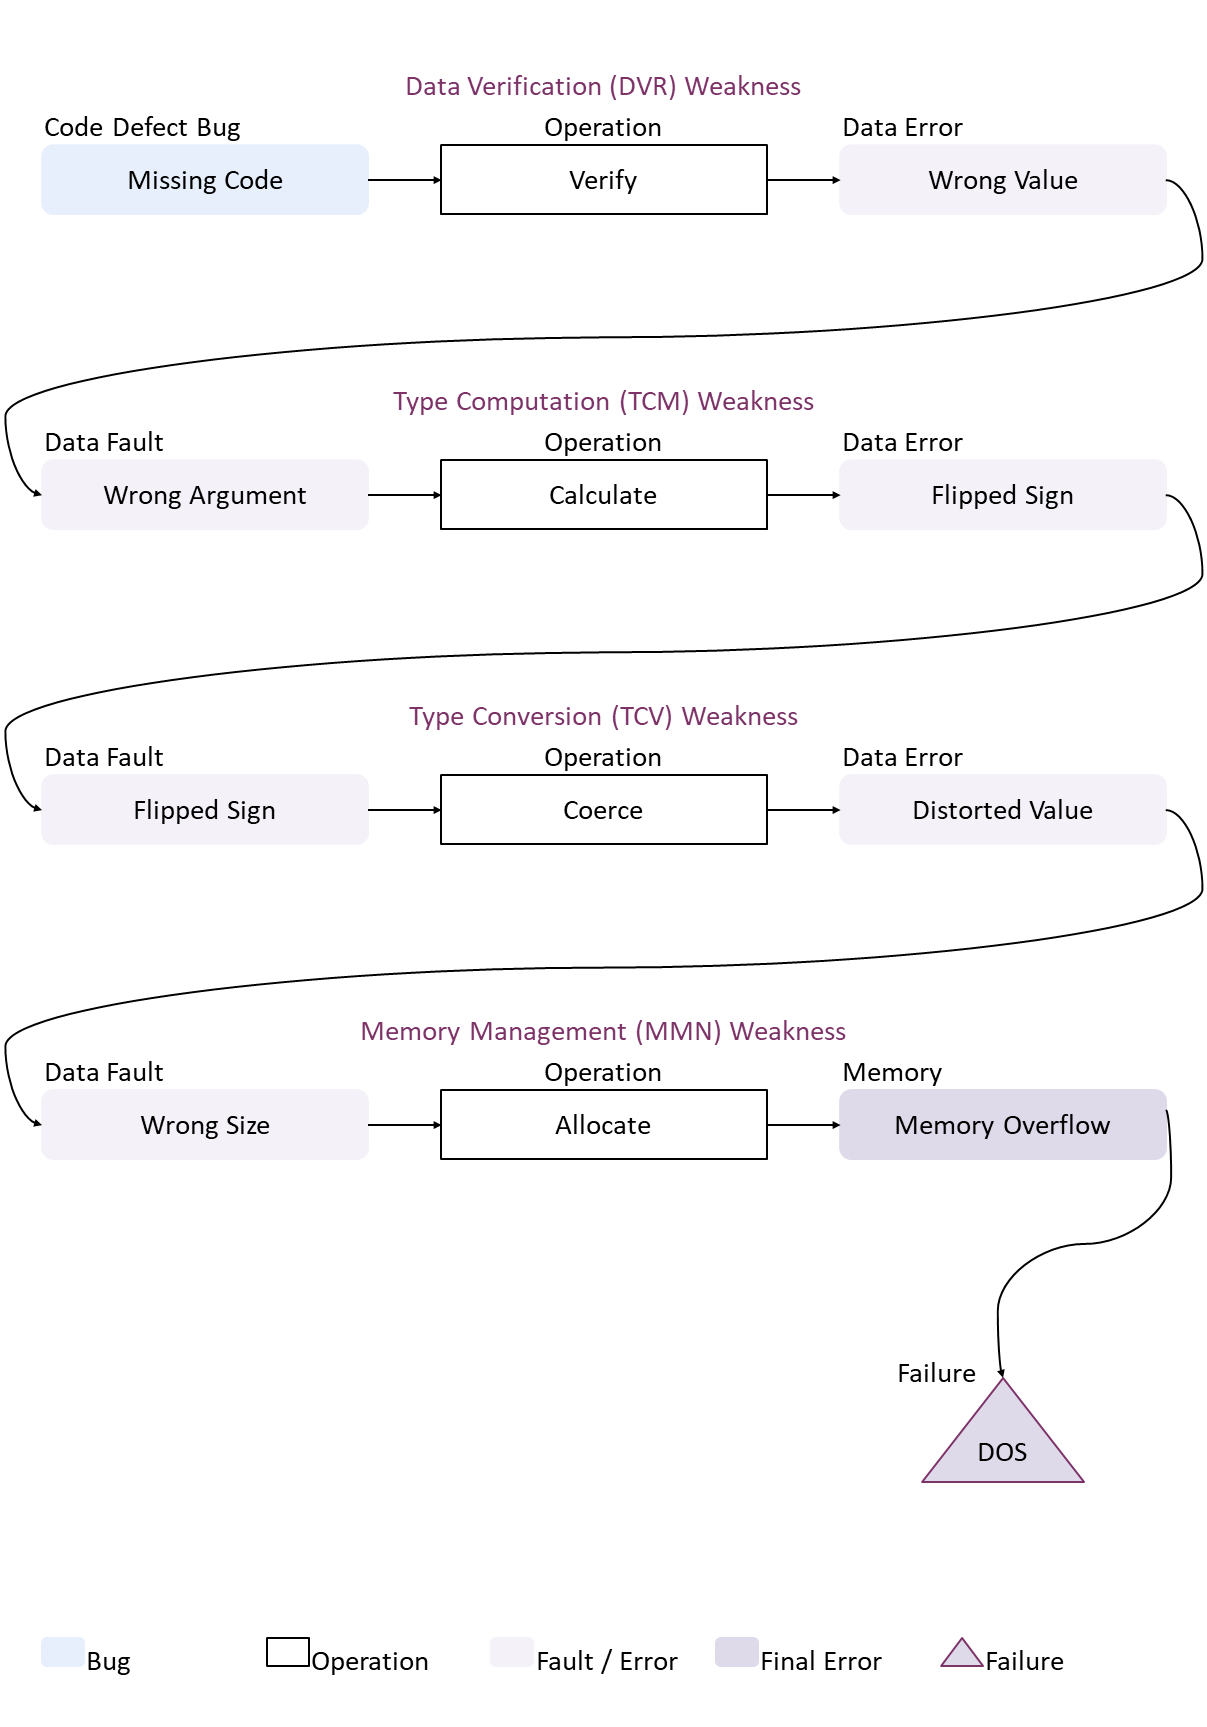 Data Verification (DVR) Weakness
Code Defect Bug
Operation
Data Error
Missing Code
Verify
Wrong Value
Type Computation (TCM) Weakness
Data Fault
Operation
Data Error
Wrong Argument
Calculate
Flipped Sign
Type Conversion (TCV) Weakness
Data Fault
Operation
Data Error
Flipped Sign
Coerce
Distorted Value
Memory Management (MMN) Weakness
Data Fault
Operation
Memory
Wrong Size
Allocate
Memory Overflow
Failure
DOS
Bug
Operation
Fault / Error
Final Error
Failure